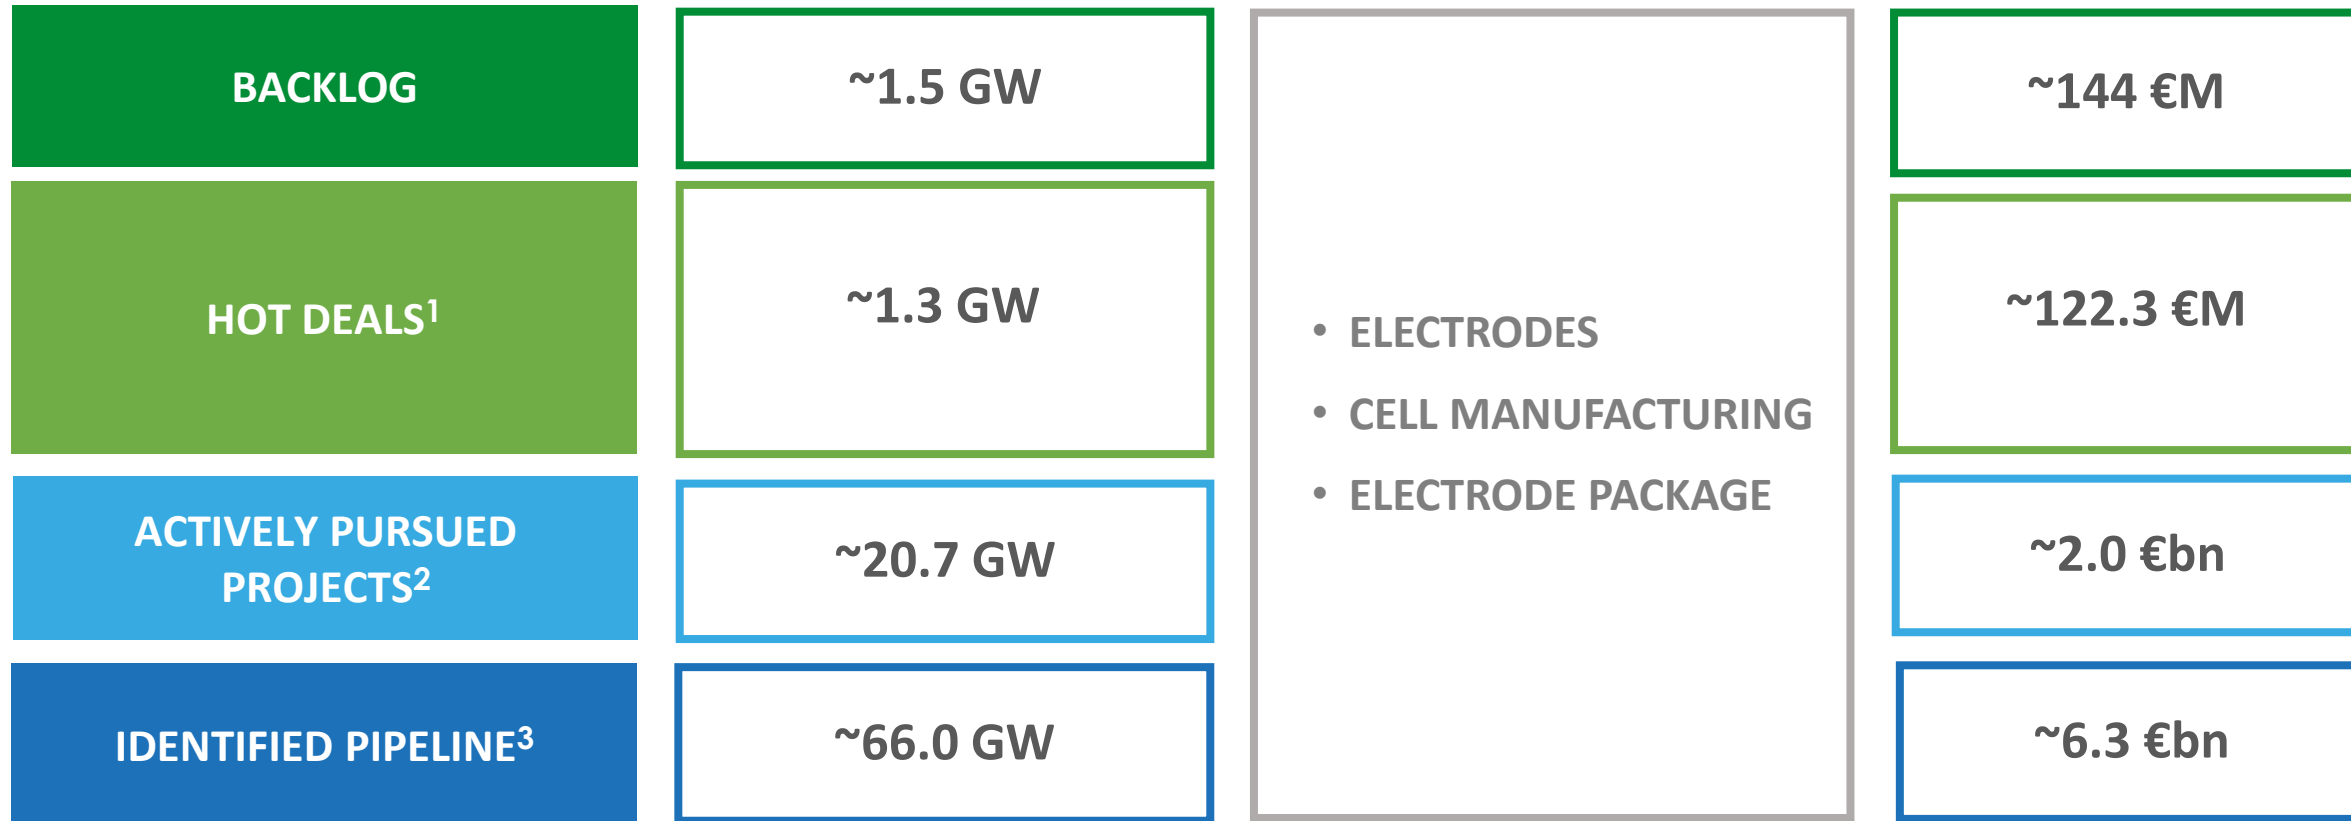 BACKLOG
~1.5 GW
~144 €M
HOT DEALS¹
~1.3 GW
~122.3 €M
• ELECTRODES
• CELL MANUFACTURING
• ELECTRODE PACKAGE
ACTIVELY PURSUED
PROJECTS²
~20.7 GW
~2.0 €bn
IDENTIFIED PIPELINE³
~66.0 GW
~6.3 €bn